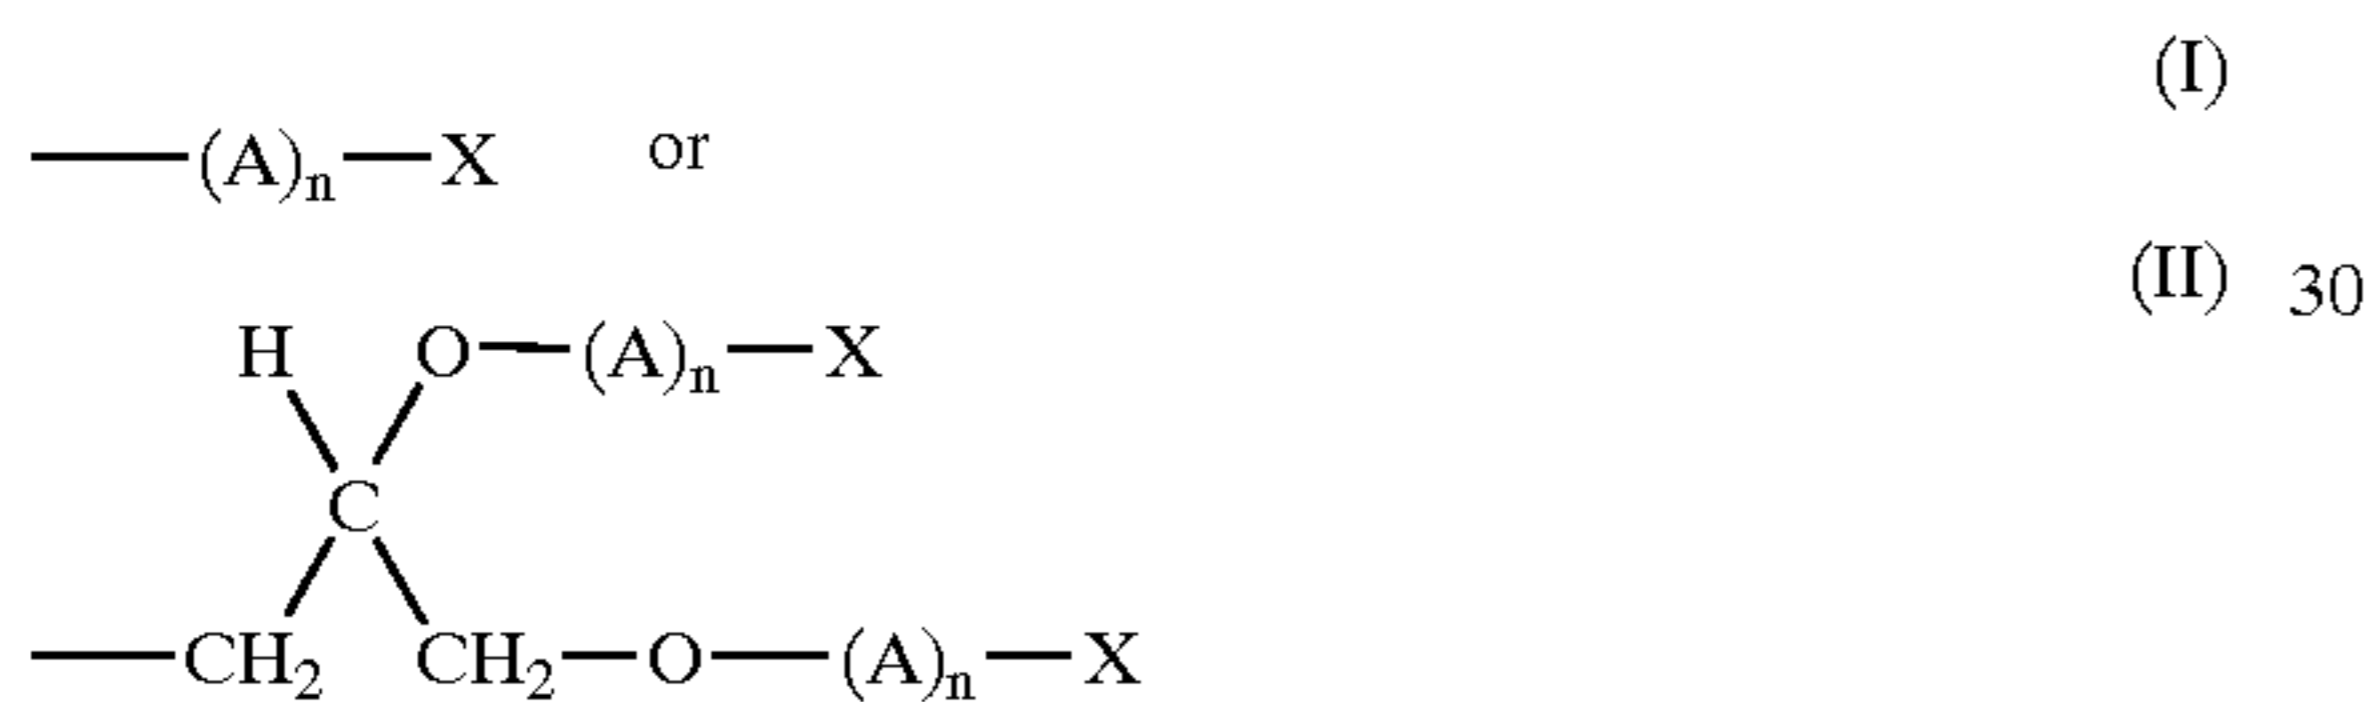 (I)
—(A)n—X or
(II) 30
H O—(A)n—X
C
—CH2 CH2—O—(A)n—X